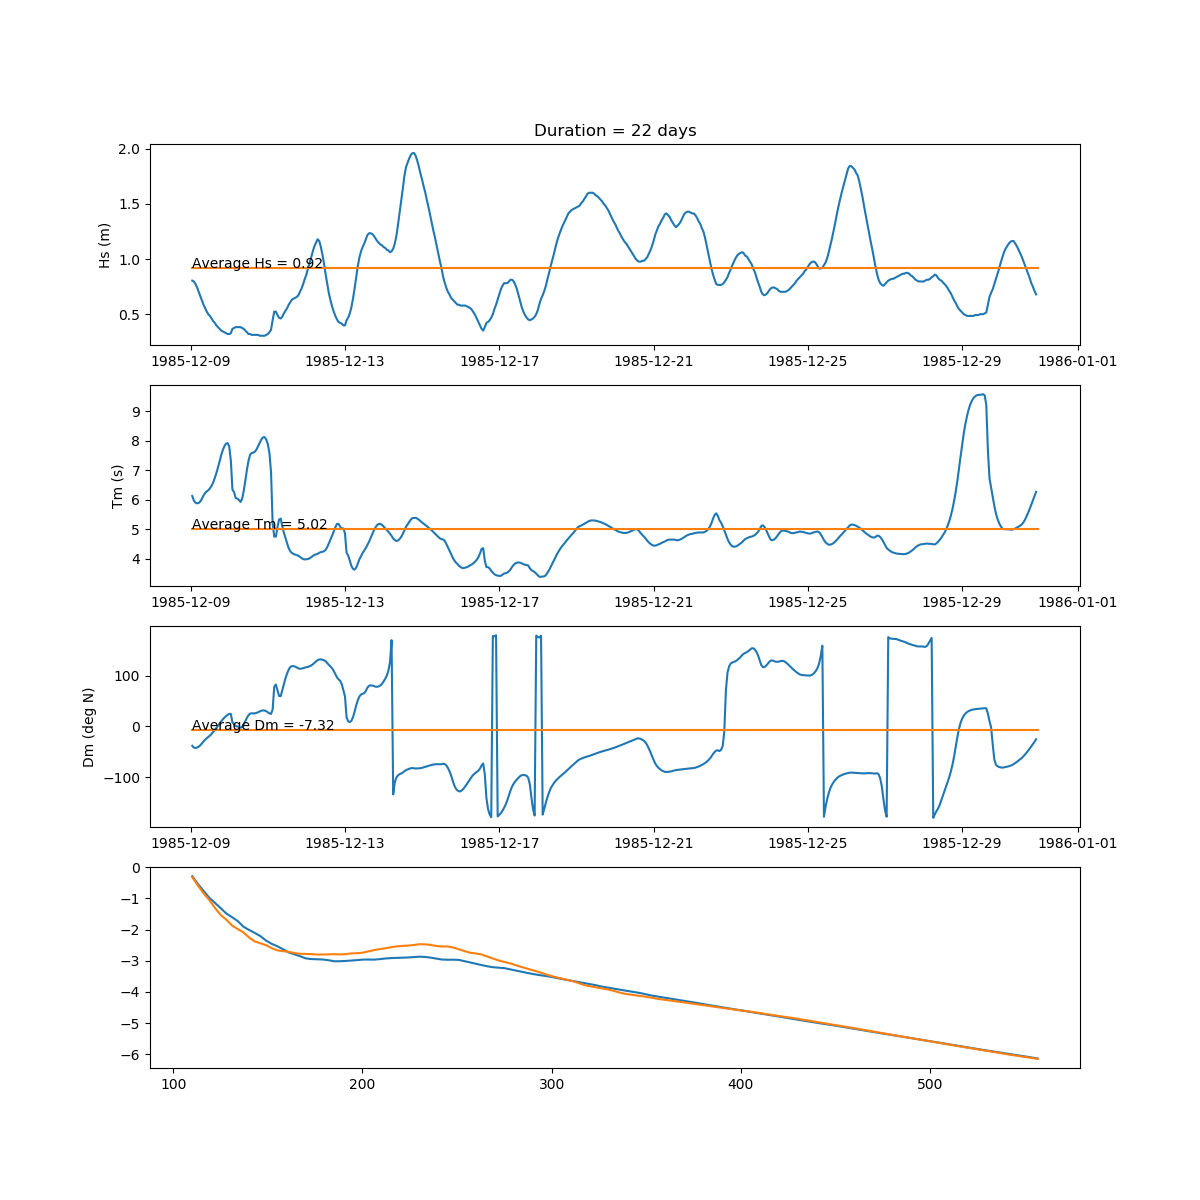 Duration = 22 days
2.0
1.5
1.0
0.5
Hs (m)
Average Hs = 0.92
1985-12-09 1985-12-13 1985-12-17 1985-12-21 1985-12-25 1985-12-29 1986-01-01
9
8
7
6
5
4
Tm (s)
Average Tm = 5.02
1985-12-09 1985-12-13 1985-12-17 1985-12-21 1985-12-25 1985-12-29 1986-01-01
100
0
−100
Dm (deg N)
Average Dm = -7.32
1985-12-09 1985-12-13 1985-12-17 1985-12-21 1985-12-25 1985-12-29 1986-01-01
0
−1
−2
−3
−4
−5
−6
100 200 300 400 500